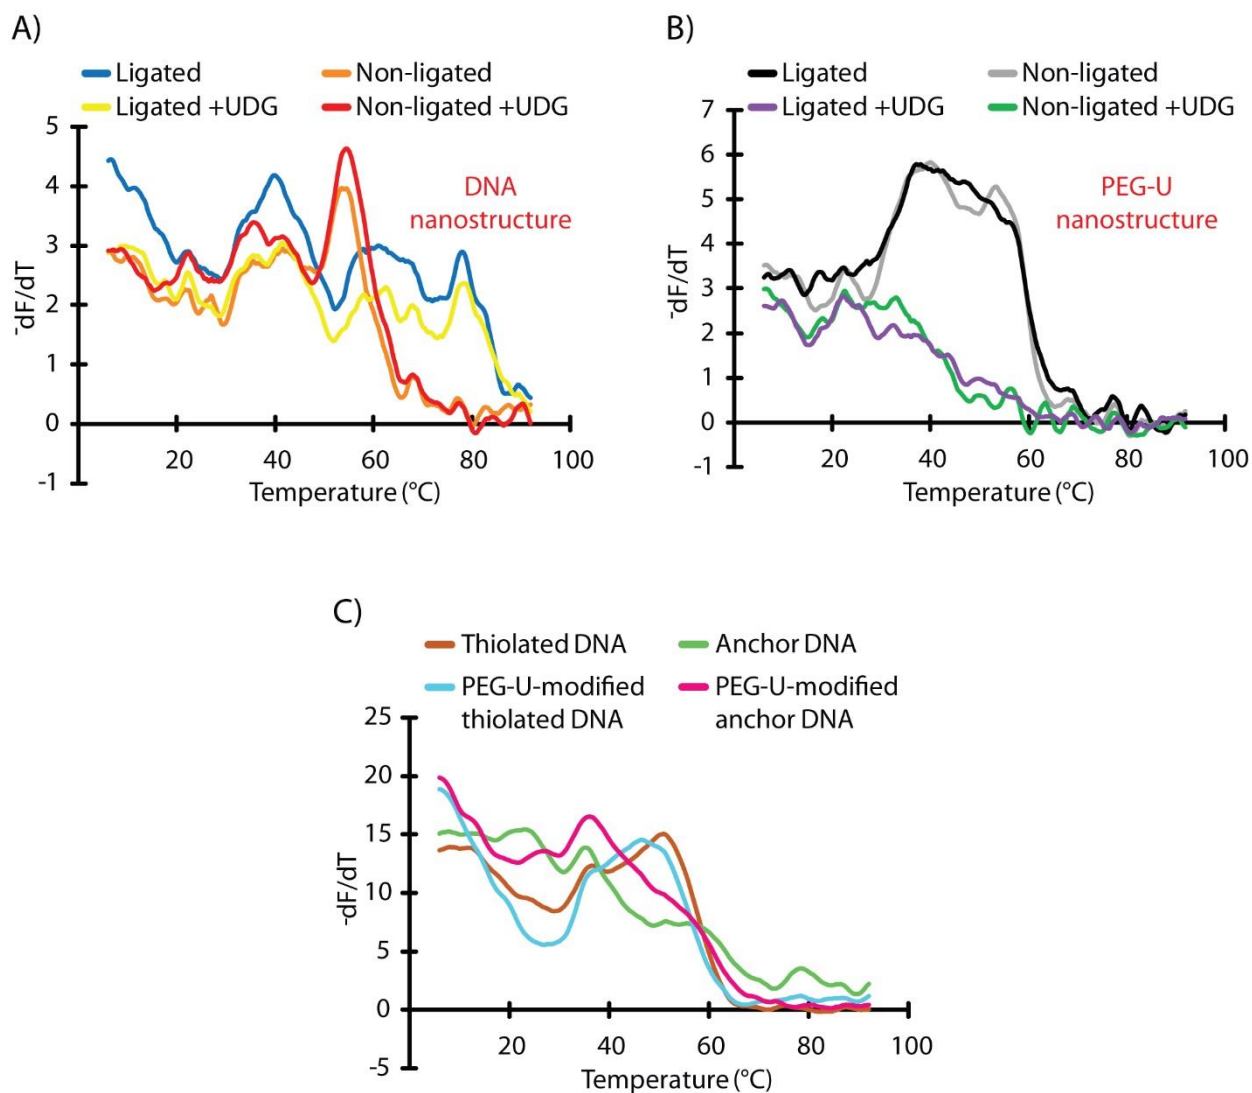 A)
Ligated
Non-ligated
Ligated +UDG
Non-ligated +UDG
DNA
nanostructure
-dF/dT
5
4
3
2
1
0
-1
20
40
60
80
100
Temperature (°C)
B)
Ligated
Non-ligated
Ligated +UDG
Non-ligated +UDG
PEG-U
nanostructure
-dF/dT
7
6
5
4
3
2
1
0
-1
20
40
60
80
100
Temperature (°C)
C)
Thiolated DNA
Anchor DNA
PEG-U-modified
thiolated DNA
PEG-U-modified
anchor DNA
-dF/dT
25
20
15
10
5
0
-5
20
40
60
80
100
Temperature (°C)